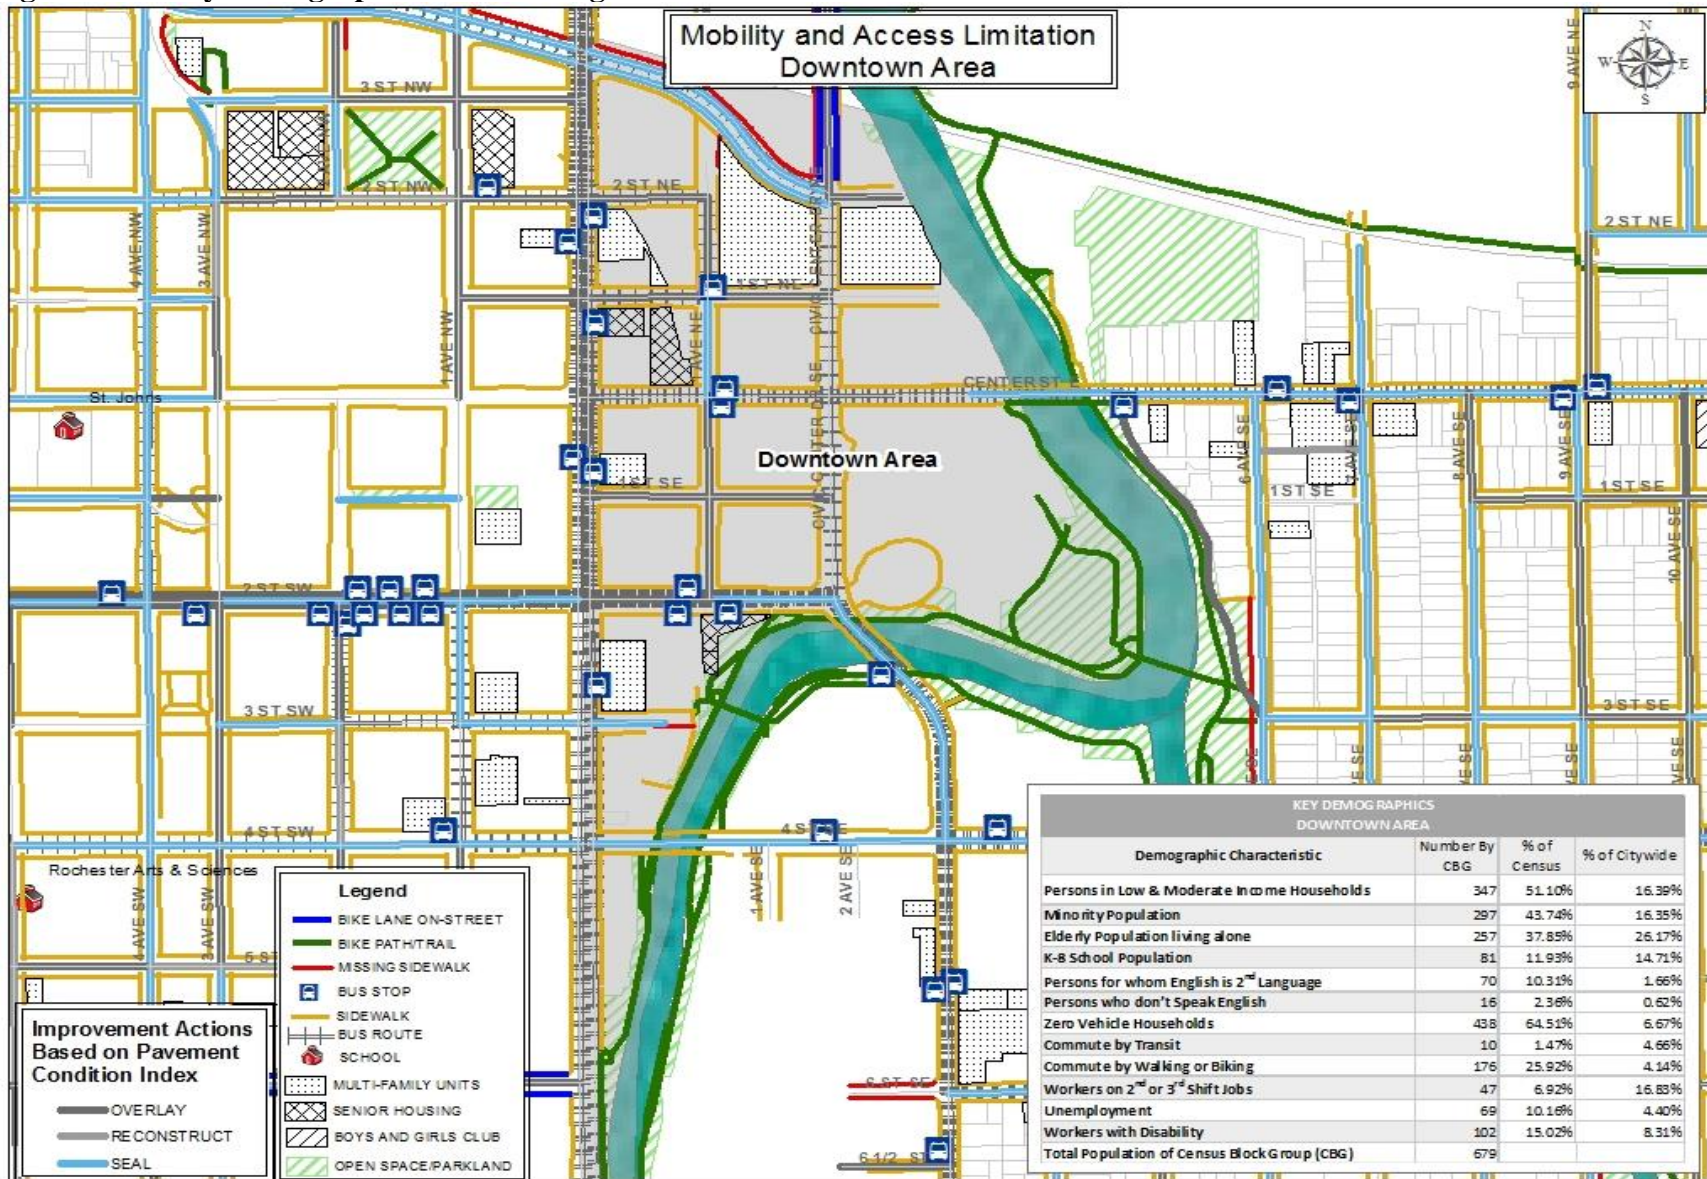 Mobility and Access Limitation
Downtown Area
N
W
E
S
9 AVE NE
3 ST NW
2 ST NW
2 ST NE
2 ST NE
4 AVE NW
3 AVE NW
1 AVE NW
CENTER ST E
St. Johns
Downtown Area
1 ST SE
6 AVE SE
8 AVE SE
9 AVE SE
1 ST SE
1 ST SE
10 AVE SE
2 ST SW
3 ST SW
3 ST SE
4 ST SW
Rochester Arts & Sciences
4 AVE SW
3 AVE SW
1 AVE SE
2 AVE SE
6 ST SE
6 1/2 ST
Legend
BIKE LANE ON-STREET
BIKE PATH/TRAIL
MISSING SIDEWALK
BUS STOP
SIDEWALK
BUS ROUTE
SCHOOL
MULTI-FAMILY UNITS
SENIOR HOUSING
BOYS AND GIRLS CLUB
OPEN SPACE/PARKLAND
Improvement Actions
Based on Pavement
Condition Index
OVERLAY
RECONSTRUCT
SEAL
KEY DEMOGRAPHICS
DOWNTOWN AREA
Demographic Characteristic Number By CBG % of Census % of Citywide
Persons in Low & Moderate Income Households 347 51.10% 16.39%
Minority Population 297 43.74% 16.35%
Elderly Population living alone 257 37.85% 26.17%
K-8 School Population 81 11.93% 14.71%
Persons for whom English is 2nd Language 70 10.31% 1.66%
Persons who don't Speak English 16 2.36% 0.62%
Zero Vehicle Households 438 64.51% 6.67%
Commute by Transit 10 1.47% 4.66%
Commute by Walking or Biking 176 25.92% 4.14%
Workers on 2nd or 3rd Shift Jobs 47 6.92% 16.83%
Unemployment 69 10.16% 4.40%
Workers with Disability 102 15.02% 8.31%
Total Population of Census Block Group (CBG) 679